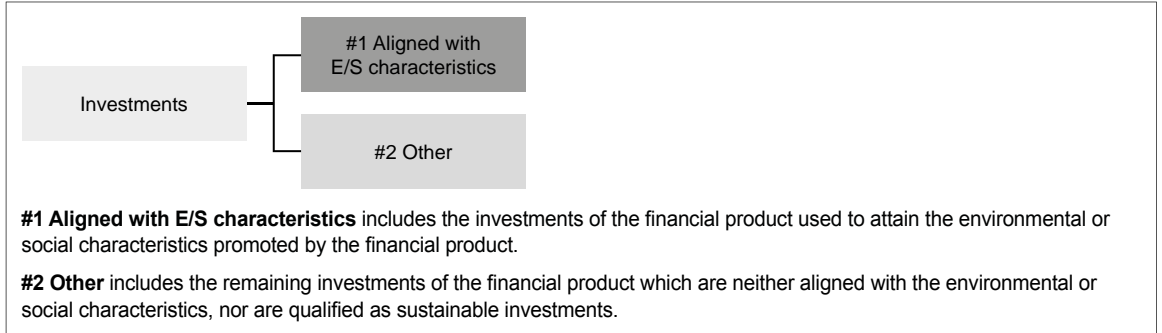 #1 Aligned with
E/S characteristics
Investments
#2 Other
#1 Aligned with E/S characteristics includes the investments of the financial product used to attain the environmental or
social characteristics promoted by the financial product.
#2 Other includes the remaining investments of the financial product which are neither aligned with the environmental or
social characteristics, nor are qualified as sustainable investments.